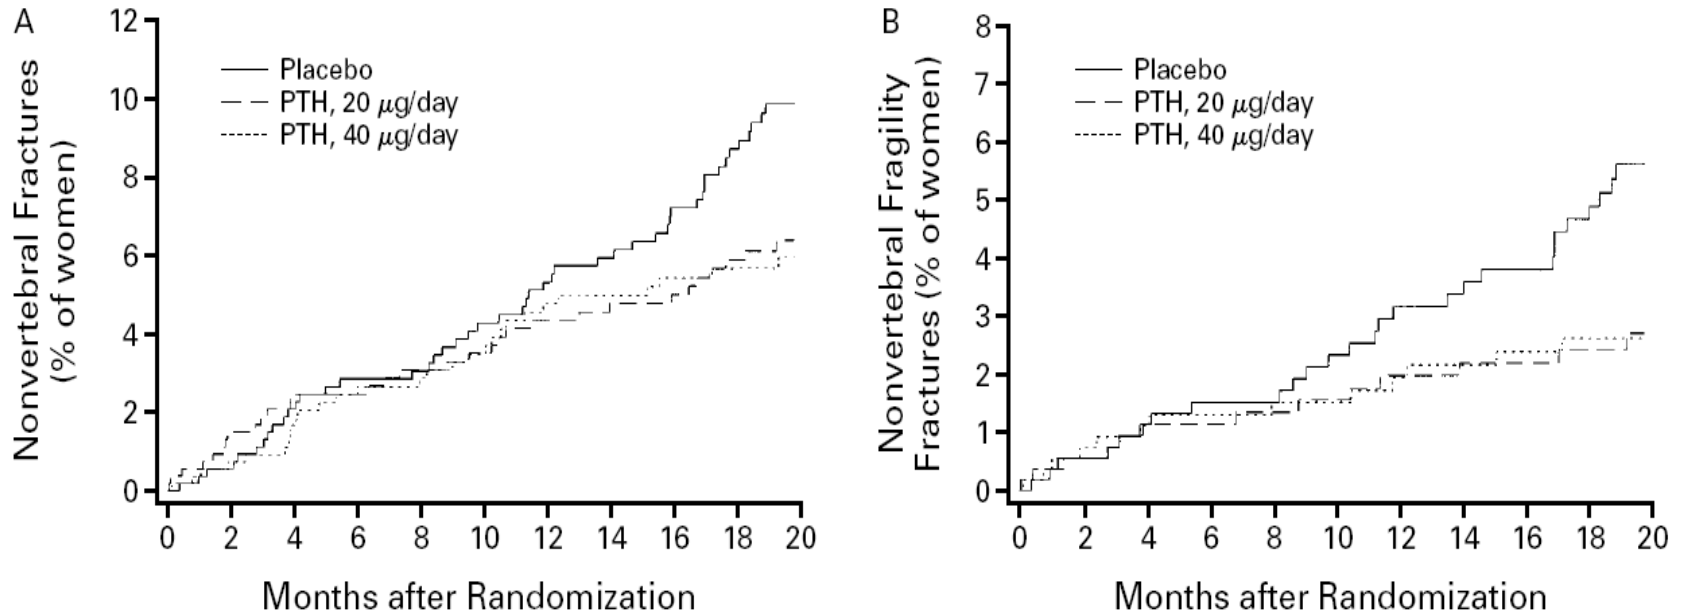 A
Nonvertebral Fractures
(% of women)
12
10
8
6
4
2
0
Placebo
PTH, 20 μg/day
PTH, 40 μg/day
0 2 4 6 8 10 12 14 16 18 20
Months after Randomization
B
Nonvertebral Fragility
Fractures (% of women)
8
7
6
5
4
3
2
1
0
Placebo
PTH, 20 μg/day
PTH, 40 μg/day
0 2 4 6 8 10 12 14 16 18 20
Months after Randomization